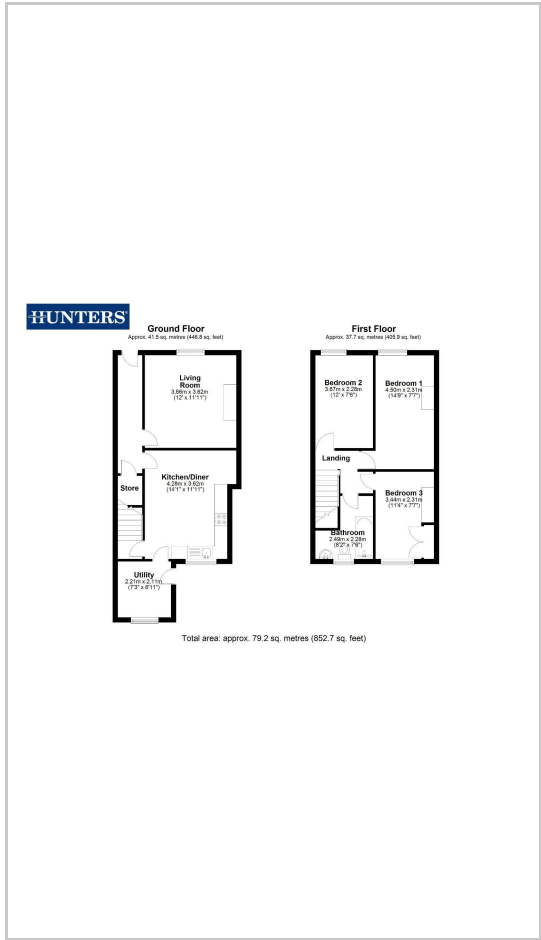 HUNTERS
Ground Floor
Approx. 41.5 sq. metres (446.8 sq. feet)
Living
Room
3.66m x 3.62m
(12' x 11'11")
Kitchen/Diner
4.28m x 3.62m
(14'1" x 11'11")
Store
Utility
2.21m x 2.11m
(7'3" x 6'11")
First Floor
Approx. 37.7 sq. metres (405.9 sq. feet)
Bedroom 2
3.67m x 2.28m
(12' x 7'6")
Bedroom 1
4.50m x 2.31m
(14'9" x 7'7")
Landing
Bedroom 3
3.44m x 2.31m
(11'4" x 7'7")
Bathroom
2.49m x 2.28m
(8'2" x 7'6")
Total area: approx. 79.2 sq. metres (852.7 sq. feet)